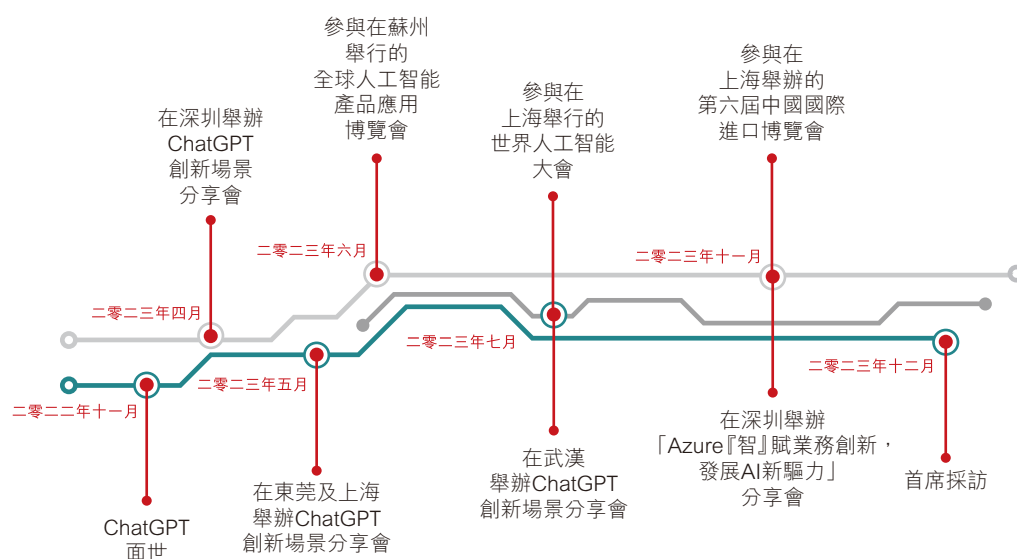 參與在蘇州
舉行的
全球人工智能
產品應用
博覽會
參與在
上海舉辦的
第六屆中國國際
進口博覽會
參與在
上海舉行的
世界人工智能
大會
在深圳舉辦
ChatGPT
創新場景
分享會
二零二三年六月
二零二三年十一月
二零二三年四月
二零二三年七月
二零二三年十二月
二零二三年五月
二零二二年十一月
在深圳舉辦
「Azure『智』賦業務創新，
發展AI新驅力」
分享會
在武漢
舉辦ChatGPT
創新場景分享會
首席採訪
在東莞及上海
舉辦ChatGPT
創新場景分享會
ChatGPT
面世